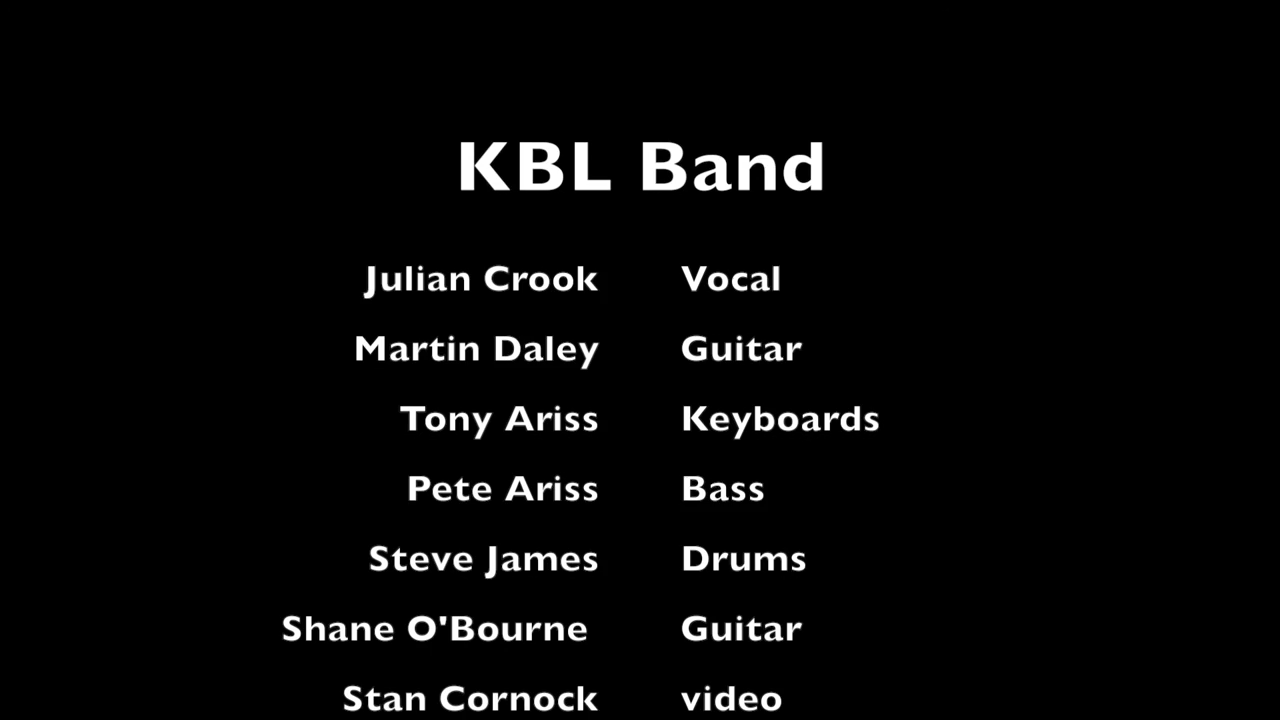 KBL Band
Julian Crook Vocal
Martin Daley Guitar
Tony Ariss Keyboards
Pete Ariss Bass
Steve James Drums
Shane O'Bourne Guitar
Stan Cornock video